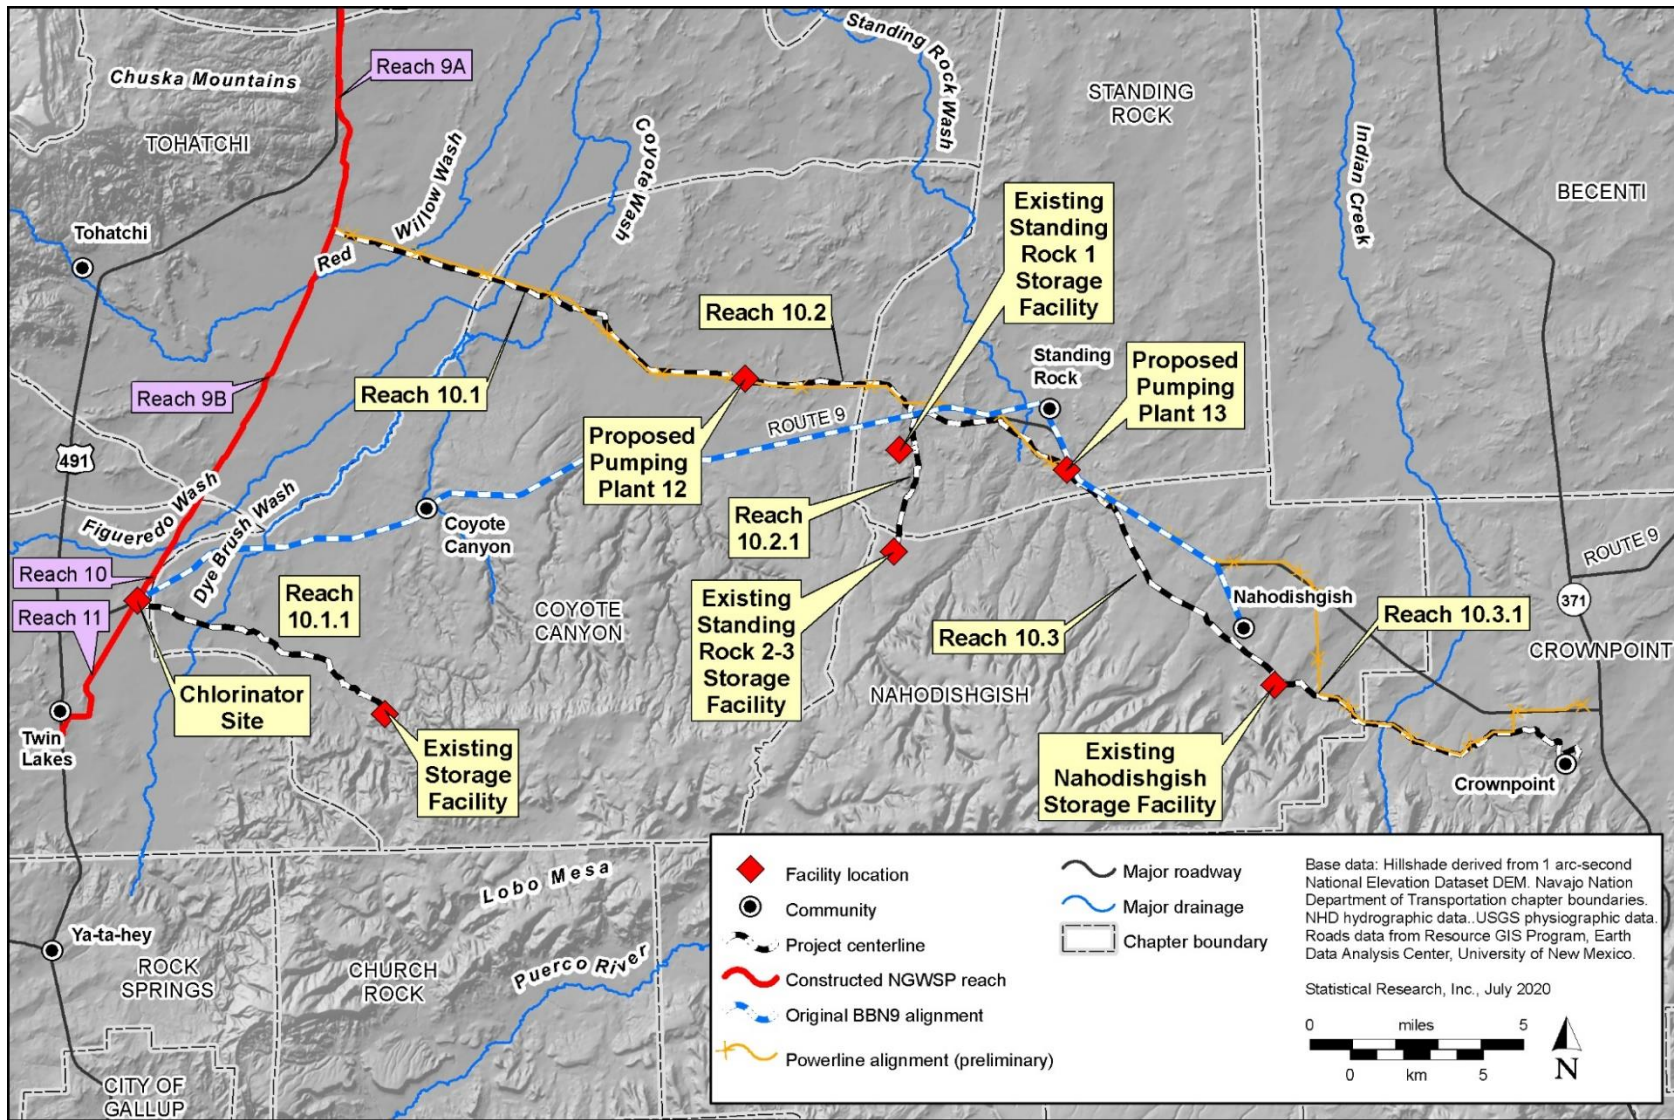 Reach 9A
Chuska Mountains
TOHATCHI
Tohatchi
Red
Willow Wash
Coyote Wash
Standing Rock Wash
STANDING
ROCK
Indian Creek
BECENTI
Existing
Standing
Rock 1
Storage
Facility
Reach 10.2
Reach 10.1
Reach 9B
Standing
Rock
Proposed
Pumping
Plant 13
ROUTE 9
Proposed
Pumping
Plant 12
491
Figueredo Wash
Dye Brush Wash
Coyote
Canyon
Reach
10.2.1
ROUTE 9
Reach 10
Reach 11
Reach
10.1.1
COYOTE
CANYON
Existing
Standing
Rock 2-3
Storage
Facility
Reach 10.3
Nahodishgish
Reach 10.3.1
371
CROWNPOINT
NAHODISHGISH
Chlorinator
Site
Twin
Lakes
Existing
Storage
Facility
Existing
Nahodishgish
Storage Facility
Crownpoint
Lobo Mesa
Ya-ta-hey
ROCK
SPRINGS
CHURCH
ROCK
Puerco River
CITY OF
GALLUP
Facility location
Community
Project centerline
Constructed NGWSP reach
Original BBN9 alignment
Powerline alignment (preliminary)
Major roadway
Major drainage
Chapter boundary
Base data: Hillshade derived from 1 arc-second
National Elevation Dataset DEM. Navajo Nation
Department of Transportation chapter boundaries.
NHD hydrographic data..USGS physiographic data.
Roads data from Resource GIS Program, Earth
Data Analysis Center, University of New Mexico.
Statistical Research, Inc., July 2020
0 miles 5
0 km 5
N